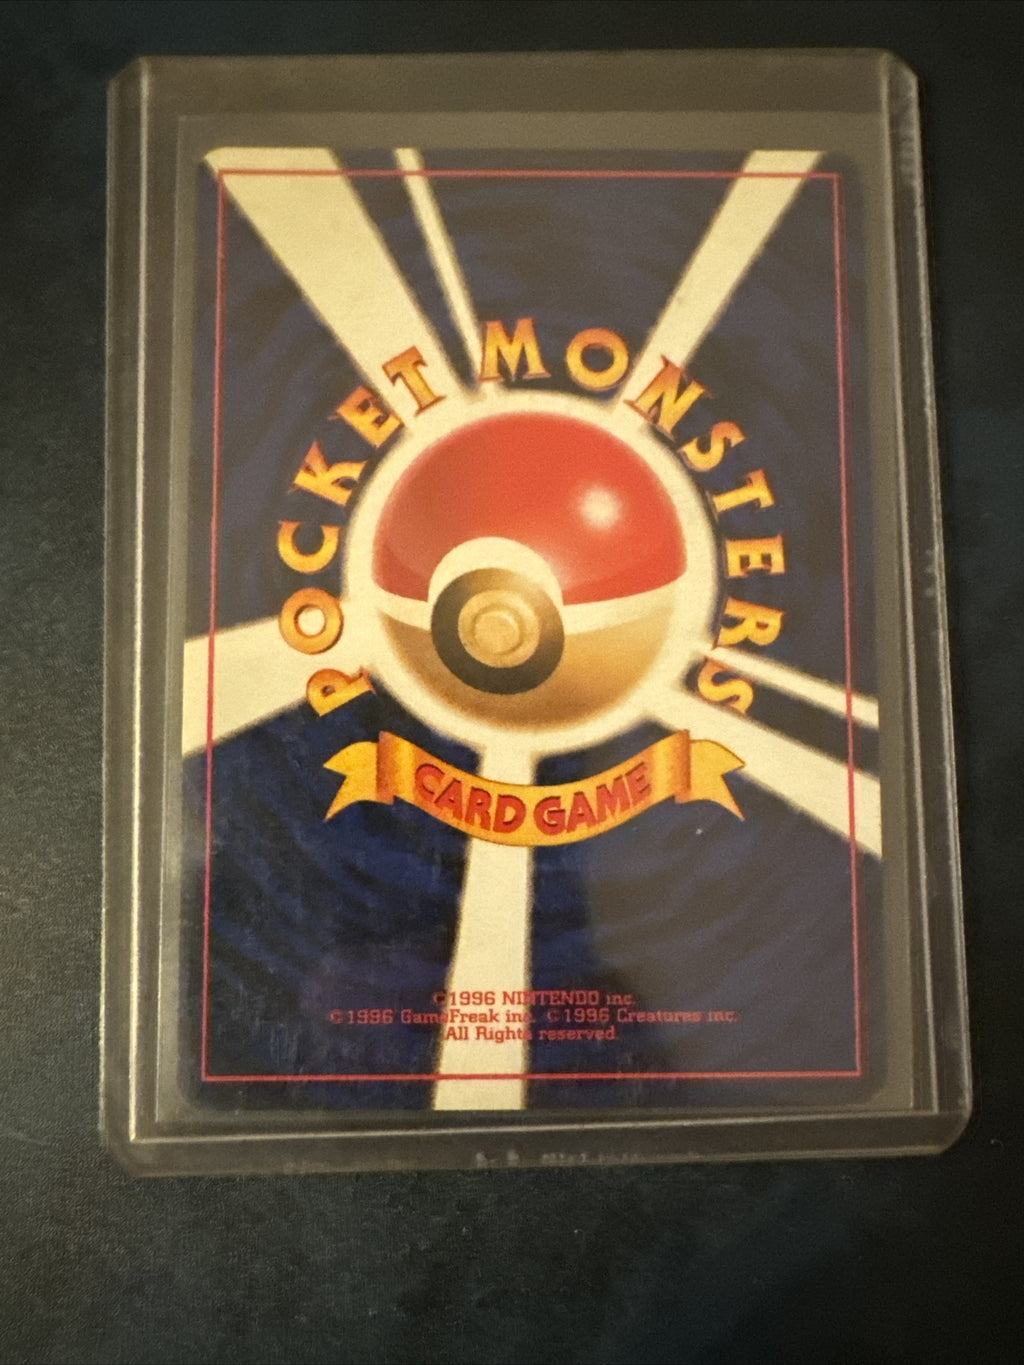 POCKET MONSTERS
CARD GAME
©1996 NINTENDO inc.
©1996 GameFreak inc. ©1996 Creatures inc.
All Rights reserved.